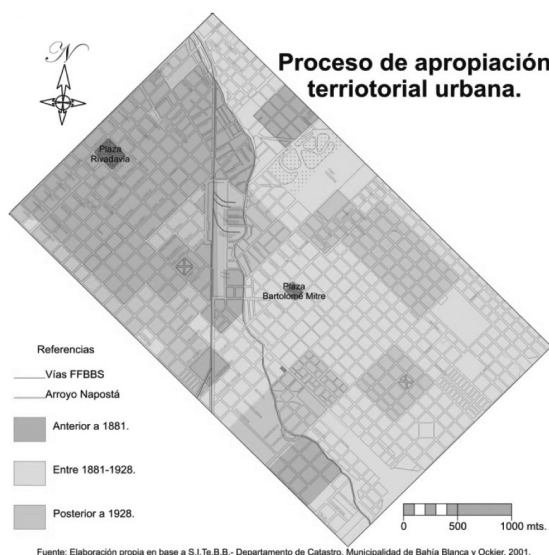 N
Proceso de apropiación
terriotorial urbana.
Plaza
Rivadavia
Plaza
Bartolomé Mitre
Referencias
Vías FFBBS
Arroyo Napostá
Anterior a 1881.
Entre 1881-1928.
Posterior a 1928.
0 500 1000 mts.
Fuente: Elaboración propia en base a S.I.Te.B.B.- Departamento de Catastro. Municipalidad de Bahía Blanca y Ockier, 2001.